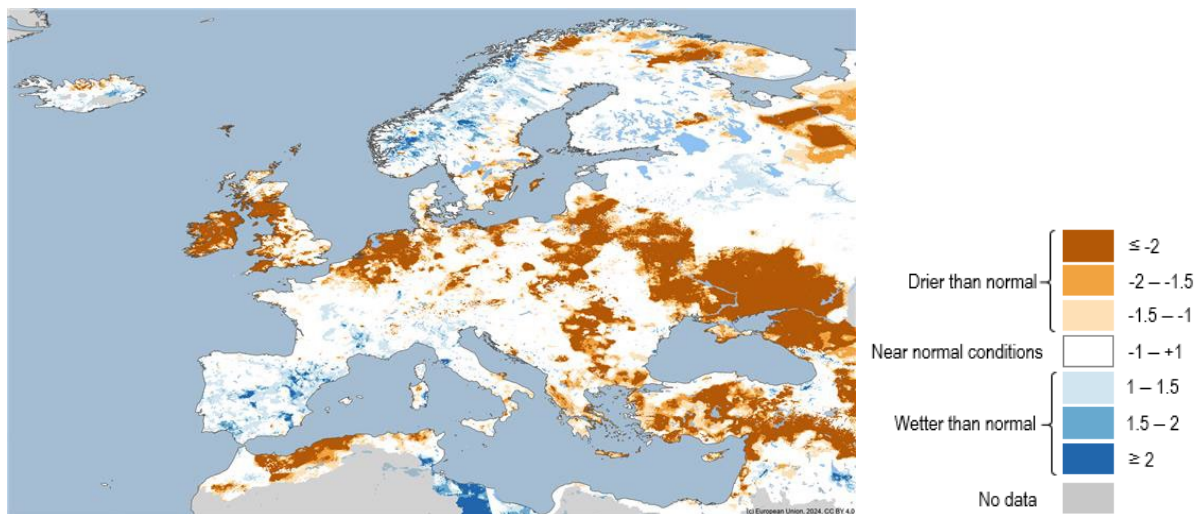 Drier than normal
≤ -2
-2 – -1.5
-1.5 – -1
Near normal conditions
-1 – +1
Wetter than normal
1 – 1.5
1.5 – 2
≥ 2
No data
(c) European Union, 2024, CC BY 4.0